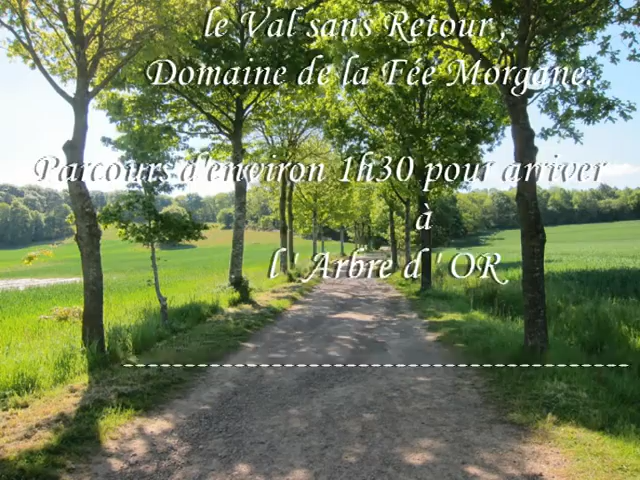 le Val sans Retour ,
Domaine de la Fée Morgane.
Parcours d'environ 1h30 pour arriver
à
l ' Arbre d ' OR
---------------------------------------